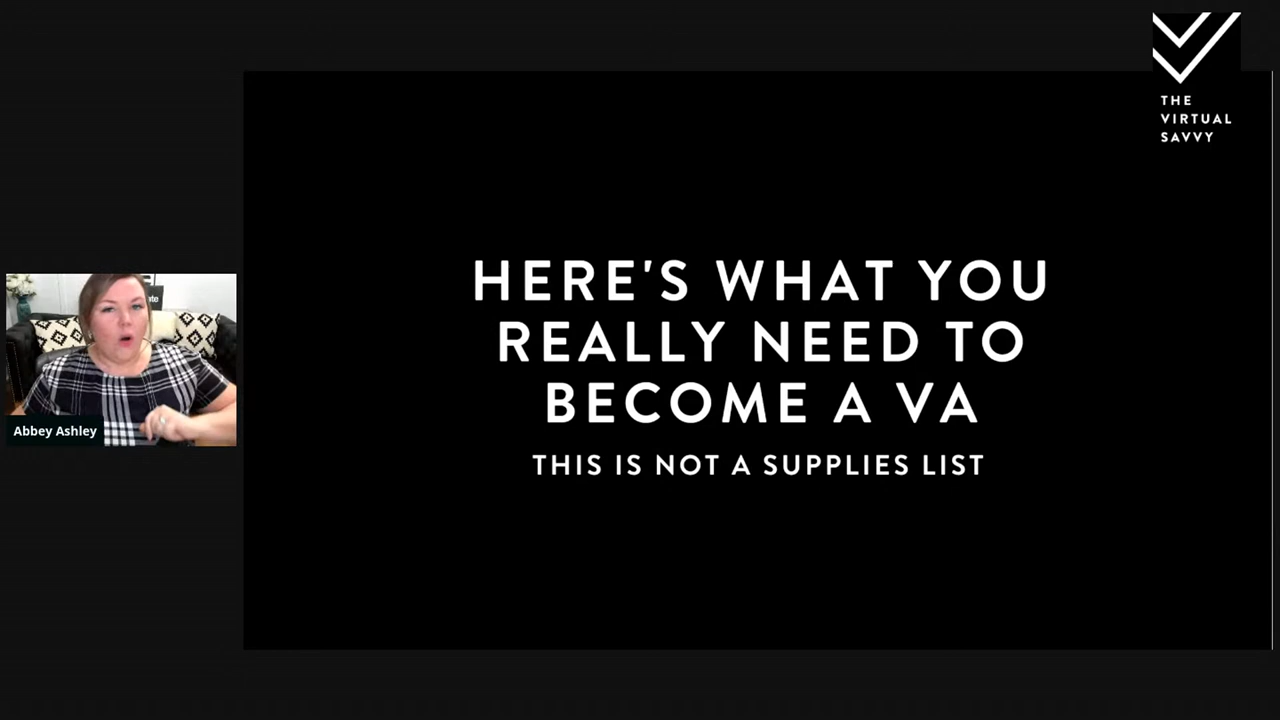 THE
VIRTUAL
SAVVY
HERE'S WHAT YOU
REALLY NEED TO
BECOME A VA
THIS IS NOT A SUPPLIES LIST
Abbey Ashley